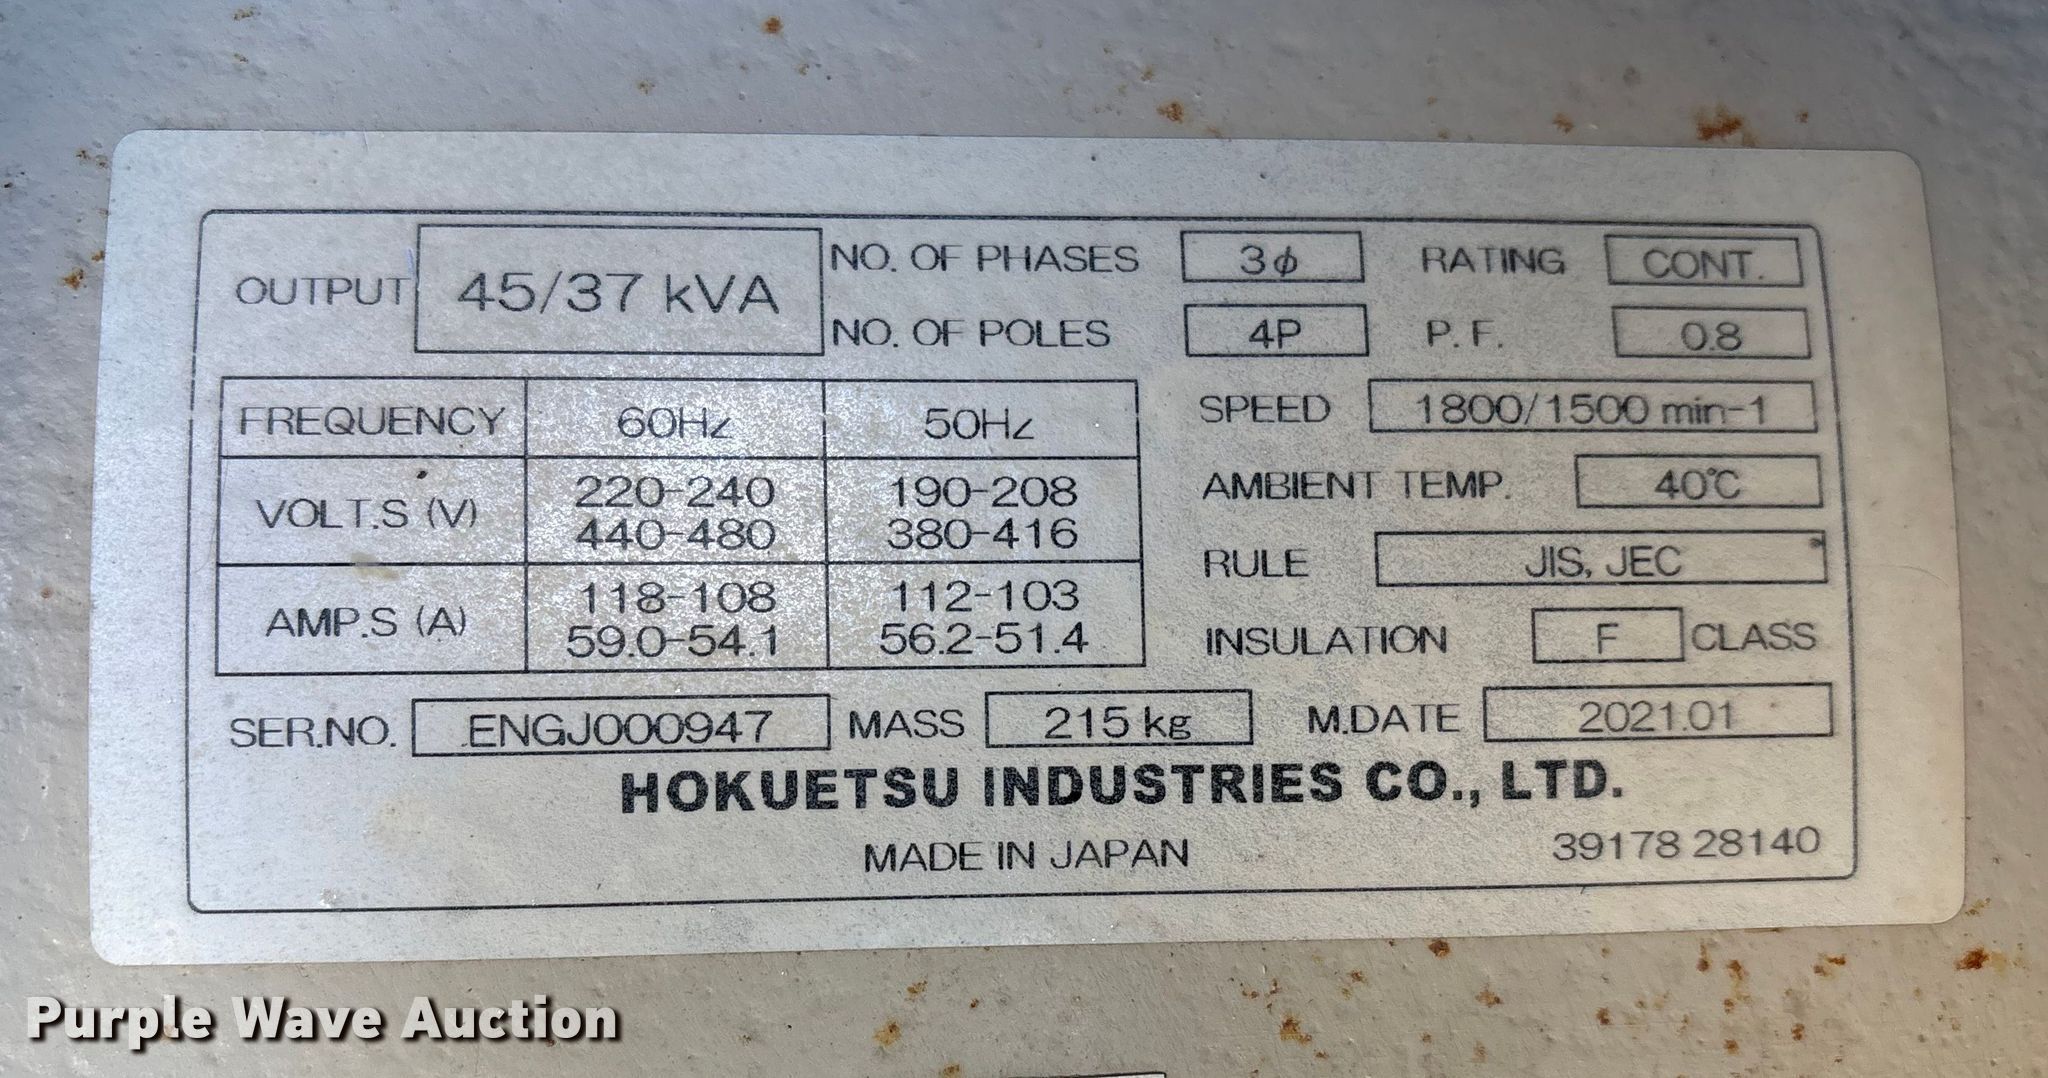 OUTPUT 45/37 kVA NO. OF PHASES 3ϕ RATING CONT.
NO. OF POLES 4P P. F. 0.8
FREQUENCY 60Hz 50Hz SPEED 1800/1500 min-1
VOLT.S (V) 220-240 190-208 AMBIENT TEMP. 40℃
440-480 380-416 RULE JIS, JEC
AMP.S (A) 118-108 112-103
59.0-54.1 56.2-51.4 INSULATION F CLASS
SER.NO. ENGJ000947 MASS 215 kg M.DATE 2021.01
HOKUETSU INDUSTRIES CO., LTD.
MADE IN JAPAN 39178 28140
Purple Wave Auction